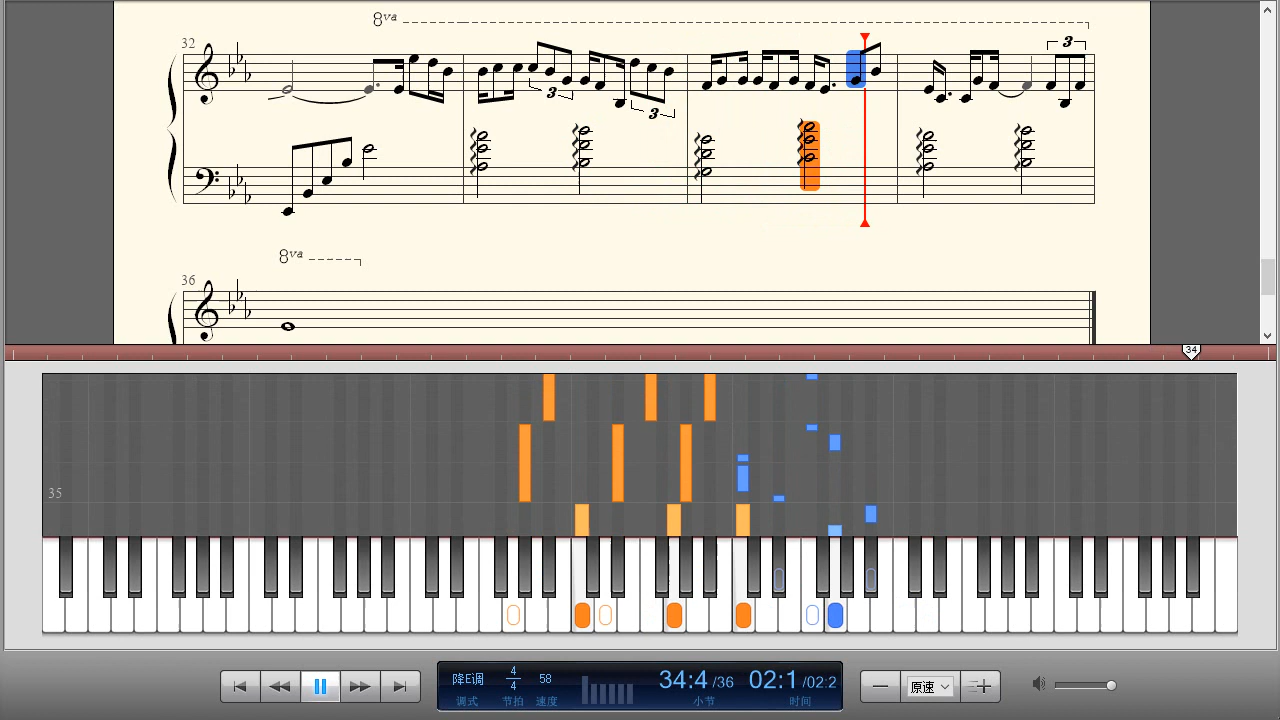 8va
32
3
3
3
8va
36
34
35
降E调
4
4
58
34:4 /36
02:1 /02:2
调式
节拍
速度
小节
时间
原速